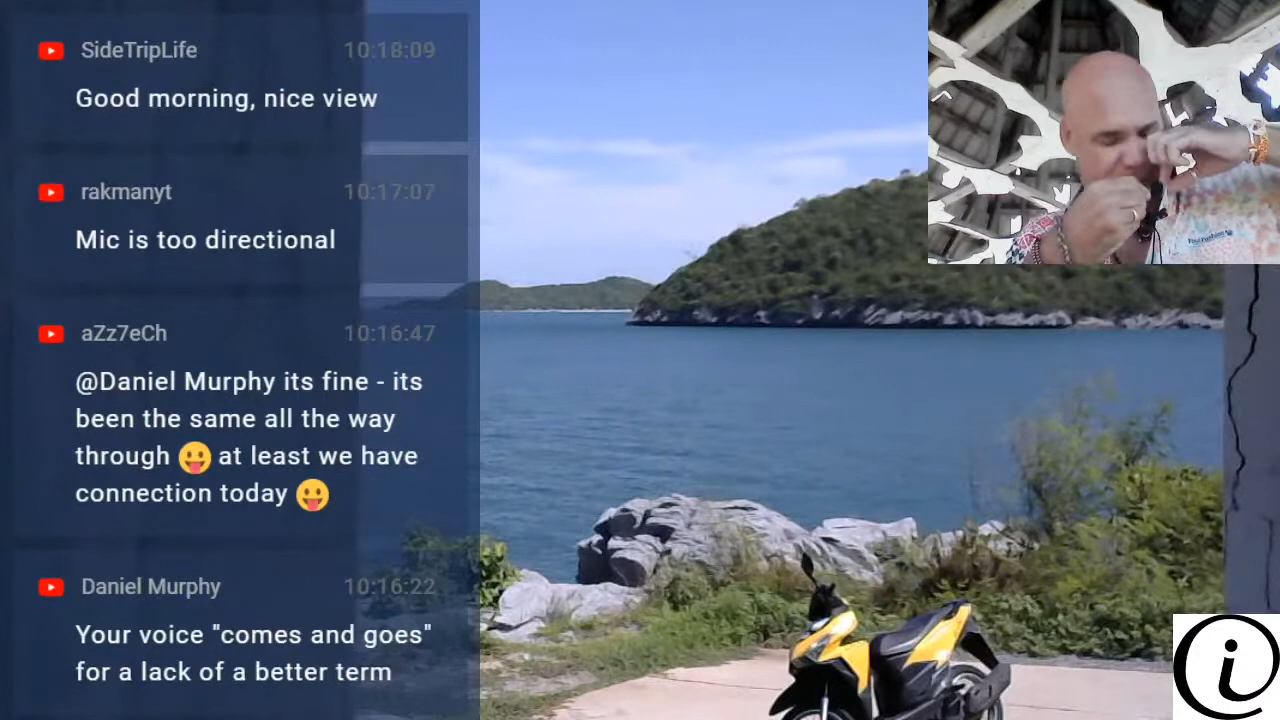 SideTripLife 10:18:09
Good morning, nice view
rakmanyt 10:17:07
Mic is too directional
aZz7eCh 10:16:47
@Daniel Murphy its fine - its
been the same all the way
through 😛 at least we have
connection today 😛
Daniel Murphy 10:16:22
Your voice "comes and goes"
for a lack of a better term
i